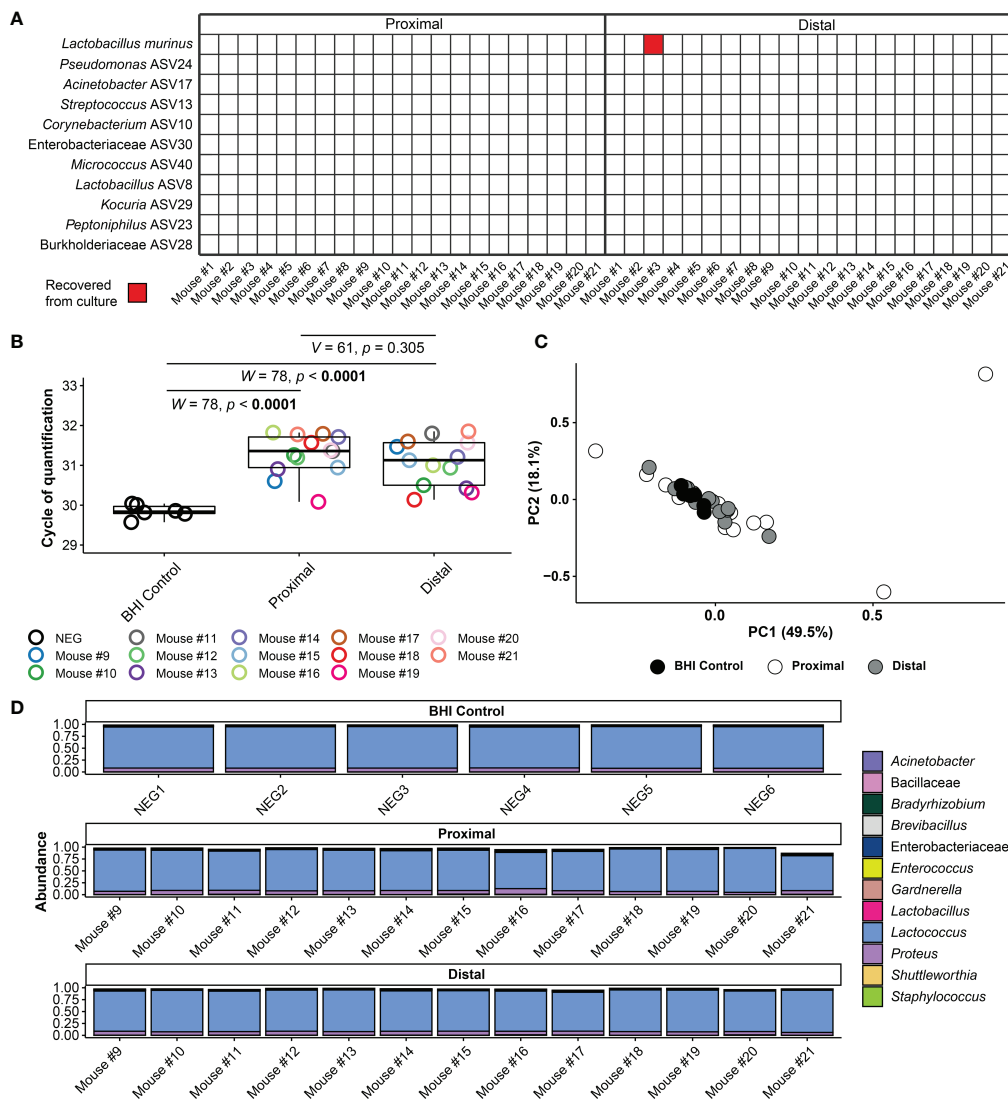 A
Proximal Distal
Lactobacillus murinus
Pseudomonas ASV24
Acinetobacter ASV17
Streptococcus ASV13
Corynebacterium ASV10
Enterobacteriaceae ASV30
Micrococcus ASV40
Lactobacillus ASV8
Kocuria ASV29
Peptoniphilus ASV23
Burkholderiaceae ASV28
Mouse #1 Mouse #2 Mouse #3 Mouse #4 Mouse #5 Mouse #6 Mouse #7 Mouse #8 Mouse #9 Mouse #10 Mouse #11 Mouse #12 Mouse #13 Mouse #14 Mouse #15 Mouse #16 Mouse #17 Mouse #18 Mouse #19 Mouse #20 Mouse #21 Mouse #1 Mouse #2 Mouse #3 Mouse #4 Mouse #5 Mouse #6 Mouse #7 Mouse #8 Mouse #9 Mouse #10 Mouse #11 Mouse #12 Mouse #13 Mouse #14 Mouse #15 Mouse #16 Mouse #17 Mouse #18 Mouse #19 Mouse #20 Mouse #21
Recovered
from culture
B
V = 61, p = 0.305
W = 78, p < 0.0001
W = 78, p < 0.0001
Cycle of quantification
33
32
31
30
29
BHI Control Proximal Distal
NEG Mouse #11 Mouse #14 Mouse #17 Mouse #20
Mouse #9 Mouse #12 Mouse #15 Mouse #18 Mouse #21
Mouse #10 Mouse #13 Mouse #16 Mouse #19
C
PC2 (18.1%)
0.5
0.0
−0.5
0.0 0.5
PC1 (49.5%)
BHI Control Proximal Distal
D
Abundance
BHI Control
1.00
0.75
0.50
0.25
0.00
NEG1 NEG2 NEG3 NEG4 NEG5 NEG6
Proximal
1.00
0.75
0.50
0.25
0.00
Mouse #9 Mouse #10 Mouse #11 Mouse #12 Mouse #13 Mouse #14 Mouse #15 Mouse #16 Mouse #17 Mouse #18 Mouse #19 Mouse #20 Mouse #21
Distal
1.00
0.75
0.50
0.25
0.00
Mouse #9 Mouse #10 Mouse #11 Mouse #12 Mouse #13 Mouse #14 Mouse #15 Mouse #16 Mouse #17 Mouse #18 Mouse #19 Mouse #20 Mouse #21
Acinetobacter
Bacillaceae
Bradyrhizobium
Brevibacillus
Enterobacteriaceae
Enterococcus
Gardnerella
Lactobacillus
Lactococcus
Proteus
Shuttleworthia
Staphylococcus